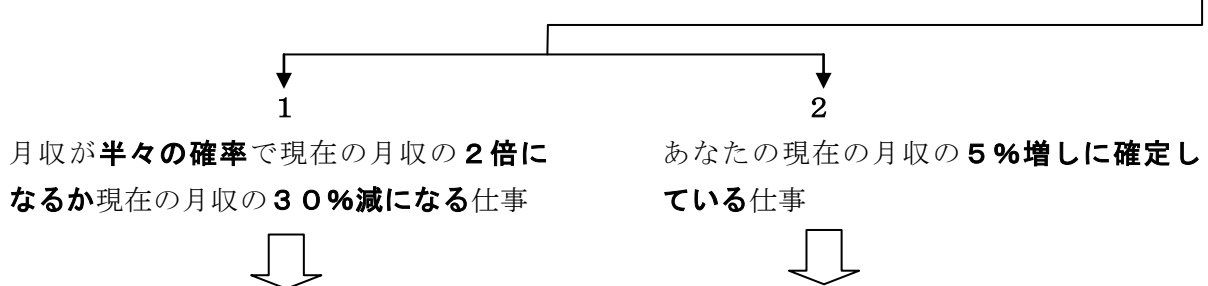 1
月収が半々の確率で現在の月収の２倍に
なるか現在の月収の３０%減になる仕事
2
あなたの現在の月収の５%増しに確定し
ている仕事